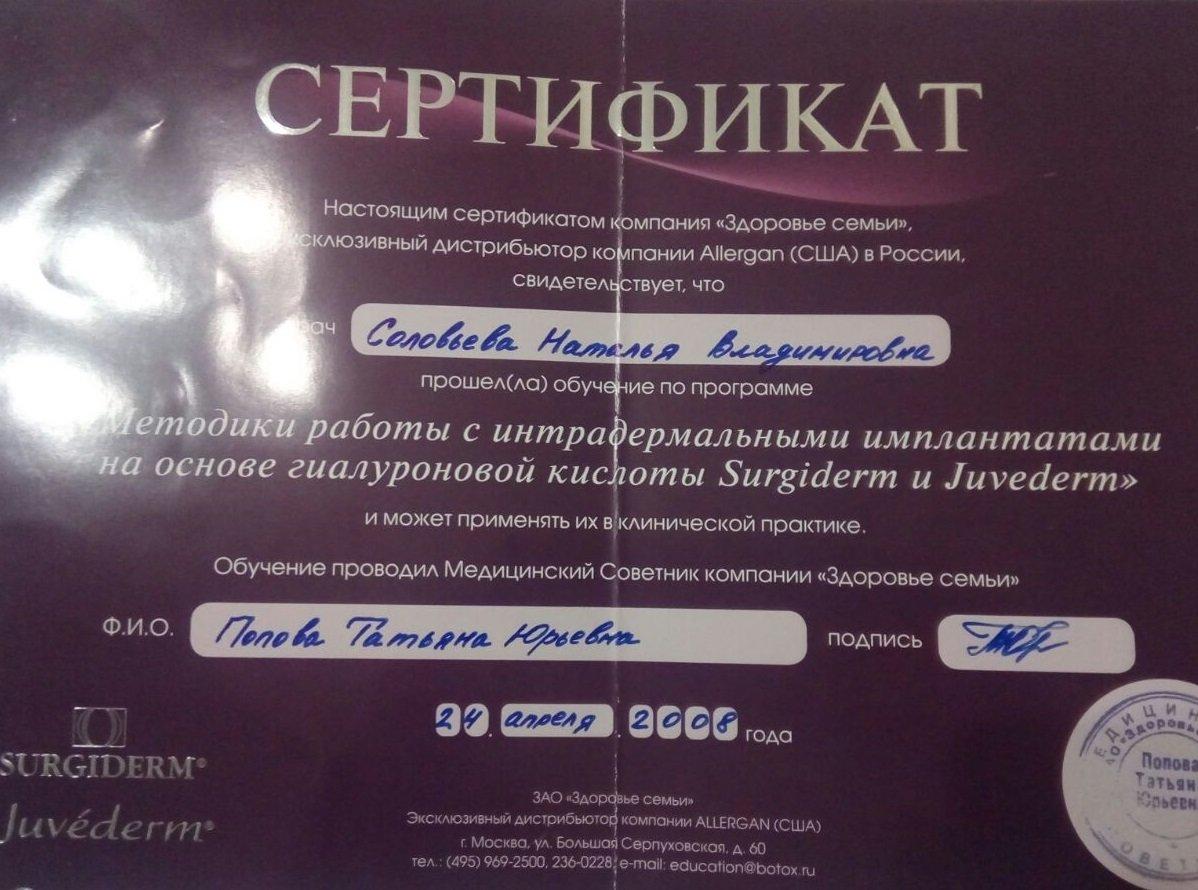 СЕРТИФИКАТ
Настоящим сертификатом компания «Здоровье семьи»,
эксклюзивный дистрибьютор компании Allergan (США) в России,
свидетельствует, что
врач Соловьева Наталья Владимировна
прошел(ла) обучение по программе
«Методики работы с интрадермальными имплантатами
на основе гиалуроновой кислоты Surgiderm и Juvederm»
и может применять их в клинической практике.
Обучение проводил Медицинский Советник компании «Здоровье семьи»
Ф.И.О. Попова Татьяна Юрьевна подпись
24. апреля. 2008 года
SURGIDERM®
Juvéderm®
ЗАО «Здоровье семьи»
Эксклюзивный дистрибьютор компании ALLERGAN (США)
г. Москва, ул. Большая Серпуховская, д. 60
тел.: (495) 969-2500, 236-0228, e-mail: education@botox.ru
Попова
Татьян
Юрьевн